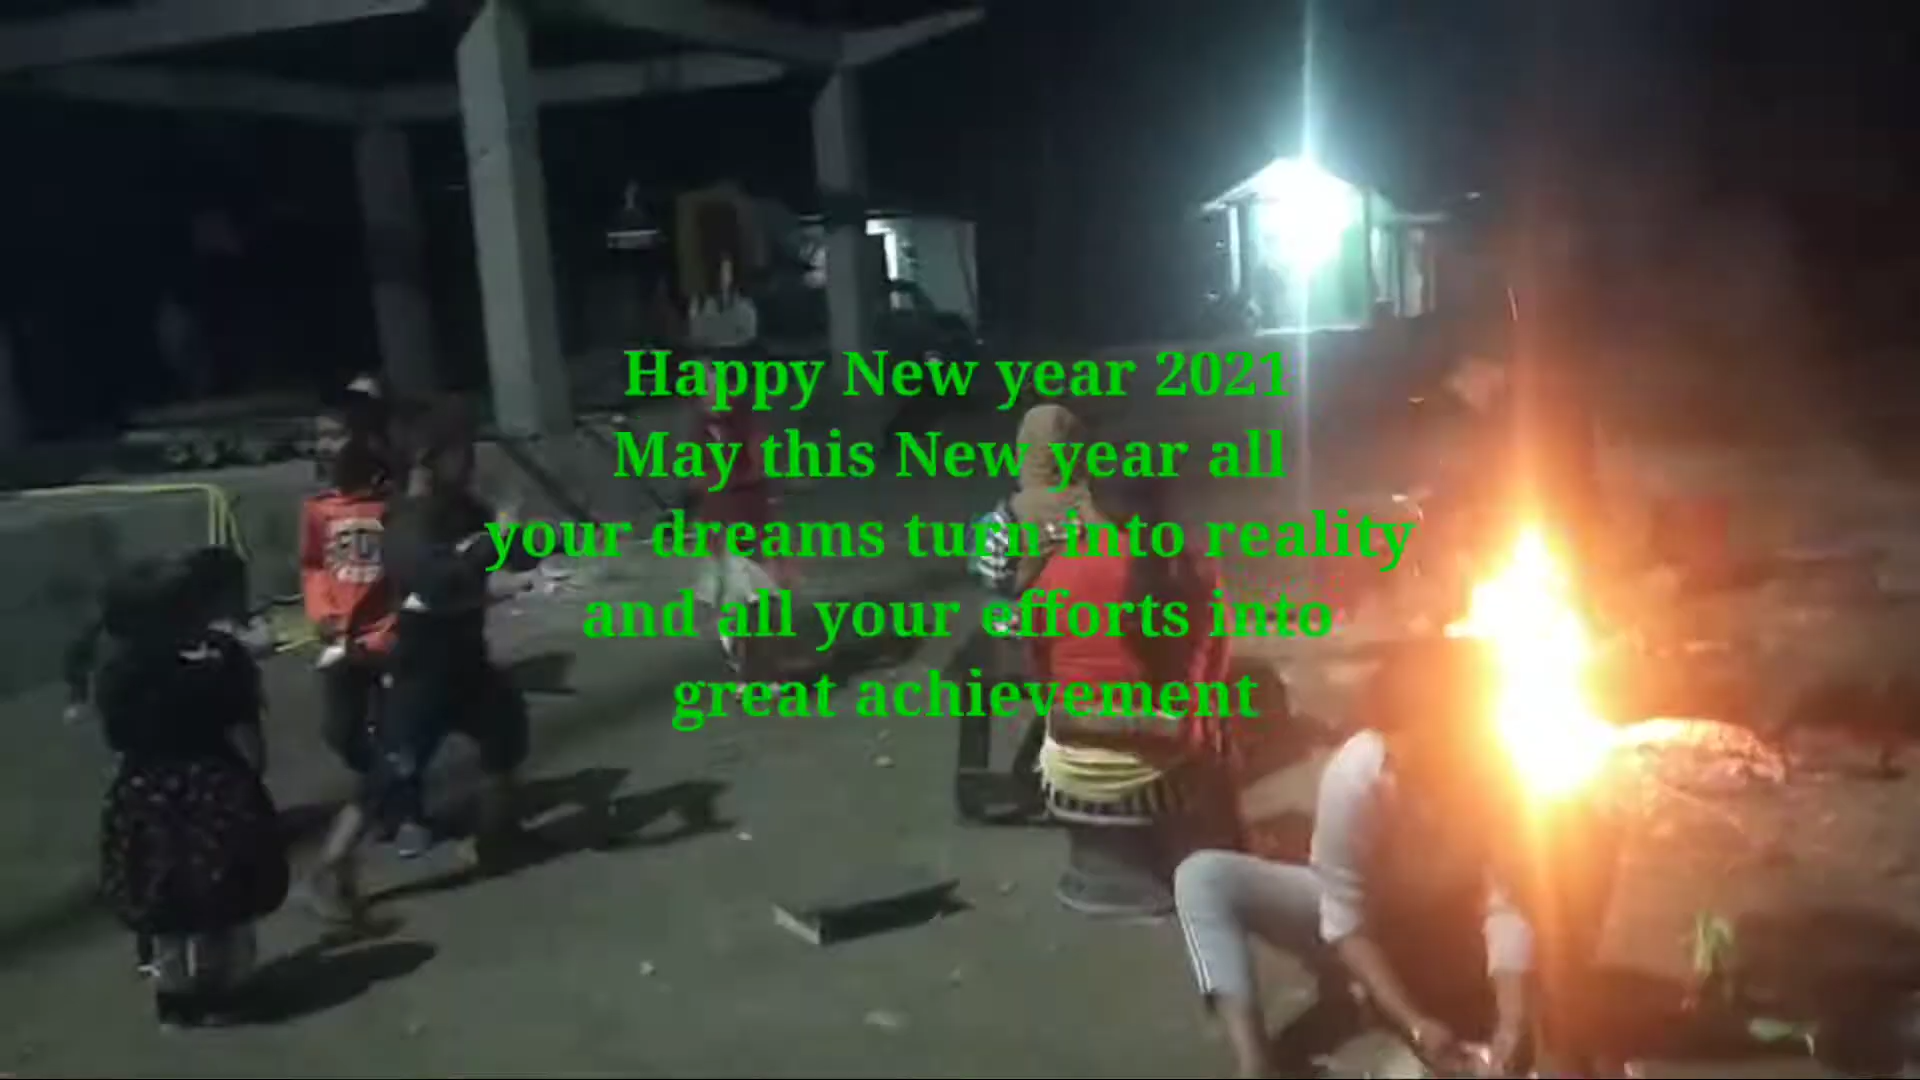 Happy New year 2021
May this New year all
your dreams turn into reality
and all your efforts into
great achievement